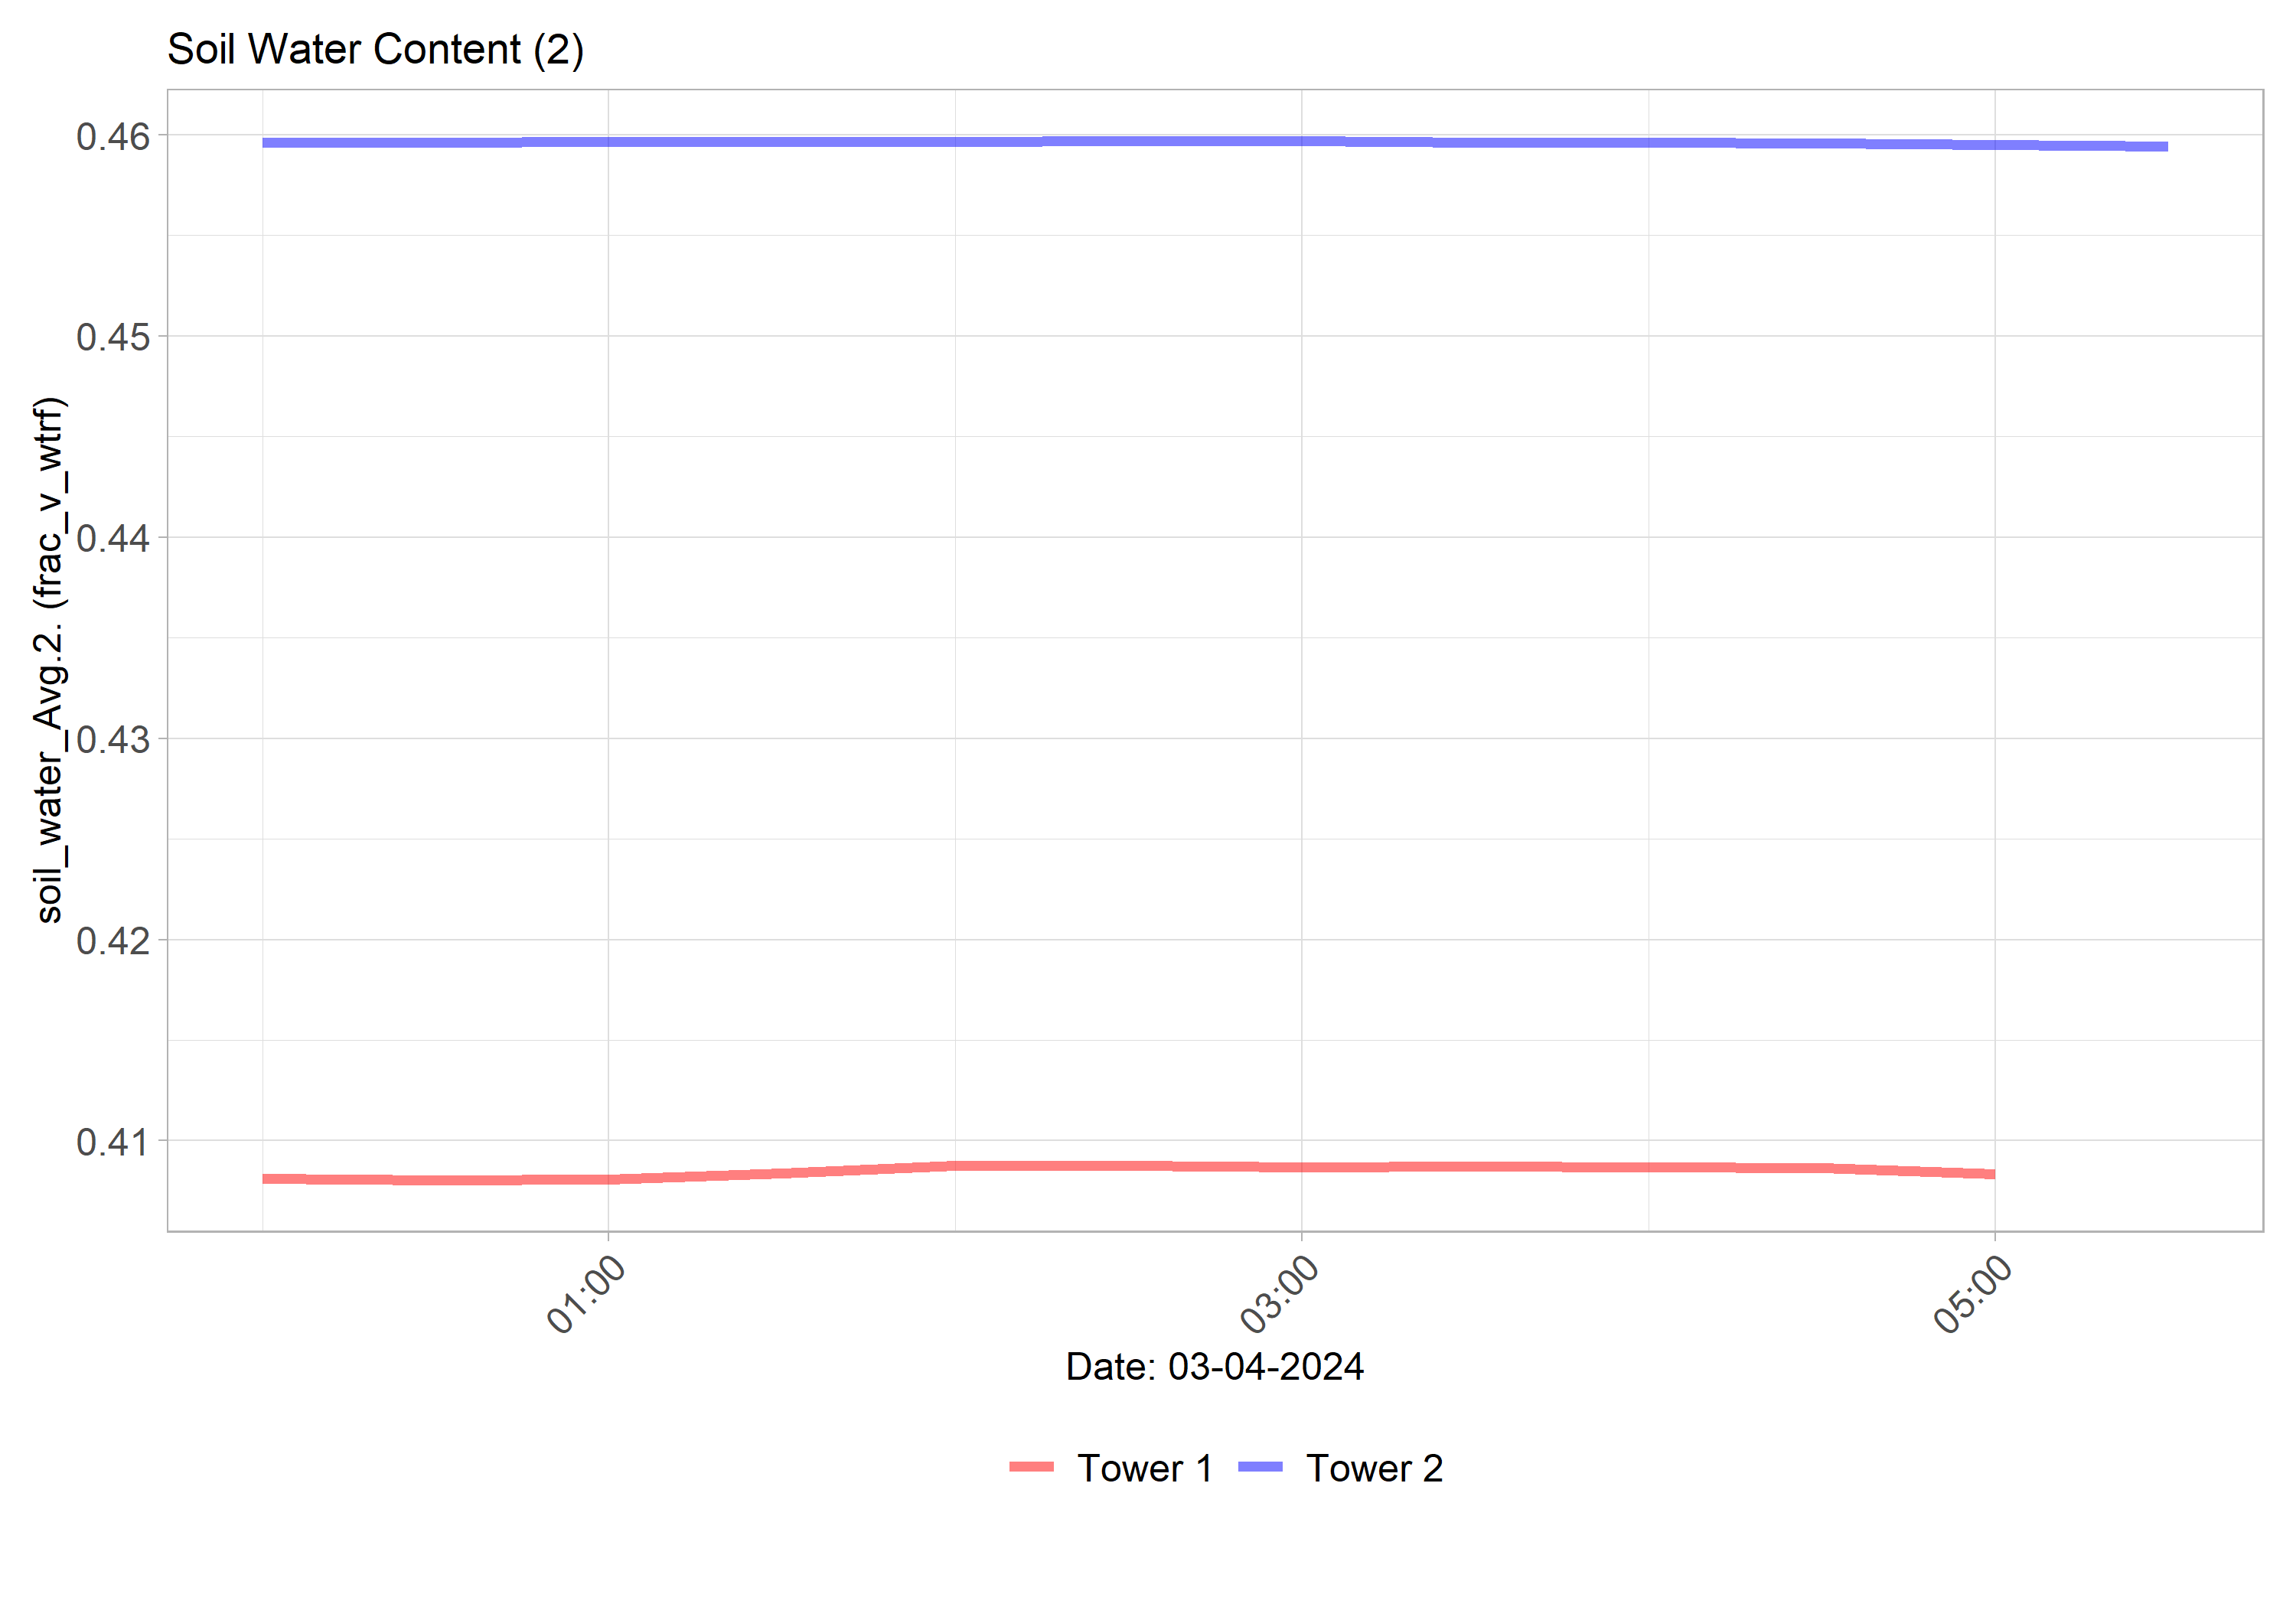 Soil Water Content (2)
soil_water_Avg.2. (frac_v_wtrf)
0.46
0.45
0.44
0.43
0.42
0.41
01:00
03:00
05:00
Date: 03-04-2024
Tower 1
Tower 2